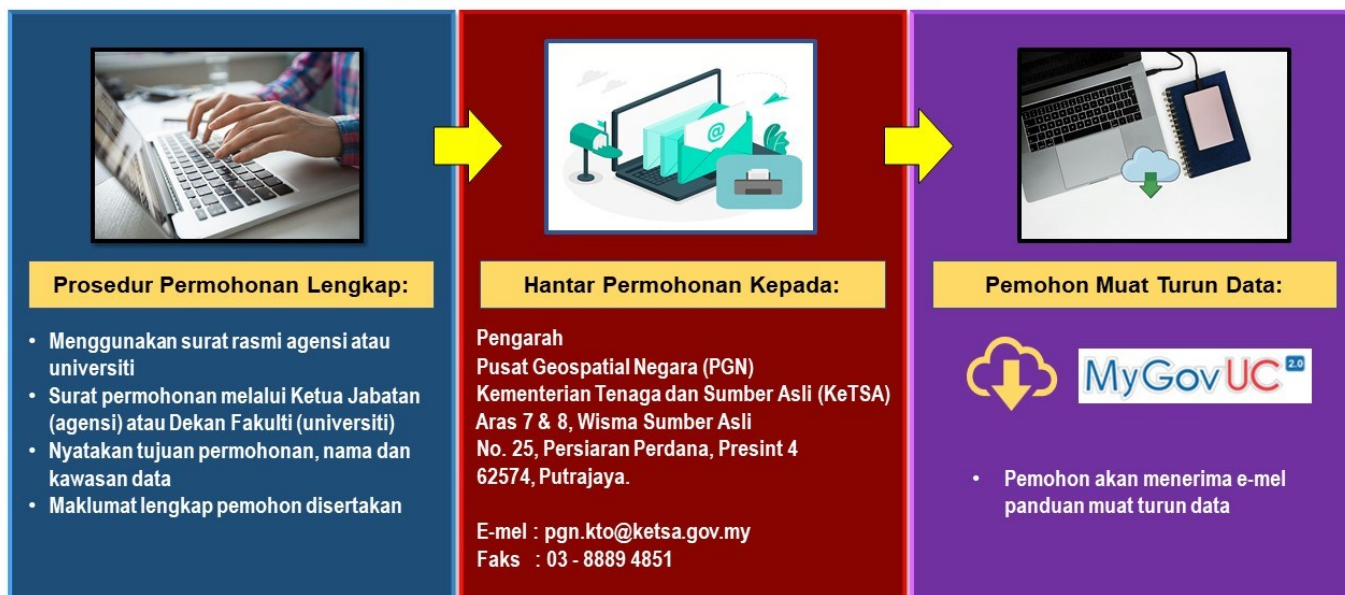 Prosedur Permohonan Lengkap:
• Menggunakan surat rasmi agensi atau
universiti
• Surat permohonan melalui Ketua Jabatan
(agensi) atau Dekan Fakulti (universiti)
• Nyatakan tujuan permohonan, nama dan
kawasan data
• Maklumat lengkap pemohon disertakan
Hantar Permohonan Kepada:
Pengarah
Pusat Geospatial Negara (PGN)
Kementerian Tenaga dan Sumber Asli (KeTSA)
Aras 7 & 8, Wisma Sumber Asli
No. 25, Persiaran Perdana, Presint 4
62574, Putrajaya.
E-mel : pgn.kto@ketsa.gov.my
Faks : 03 - 8889 4851
Pemohon Muat Turun Data:
MyGovUC 2.0
• Pemohon akan menerima e-mel
panduan muat turun data